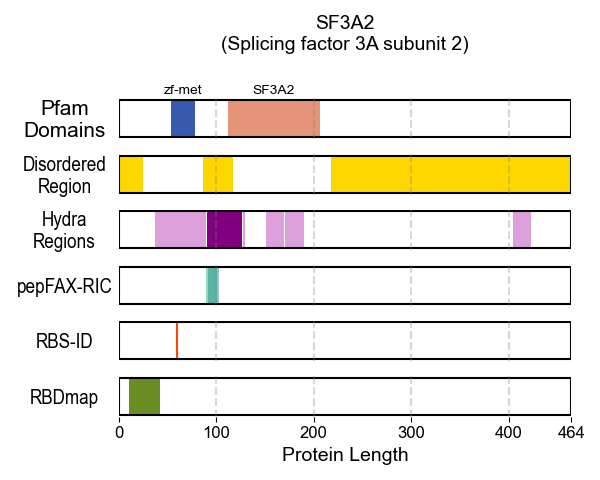 SF3A2
(Splicing factor 3A subunit 2)
zf-met
SF3A2
Pfam
Domains
Disordered
Region
Hydra
Regions
pepFAX-RIC
RBS-ID
RBDmap
0
100
200
300
400
464
Protein Length